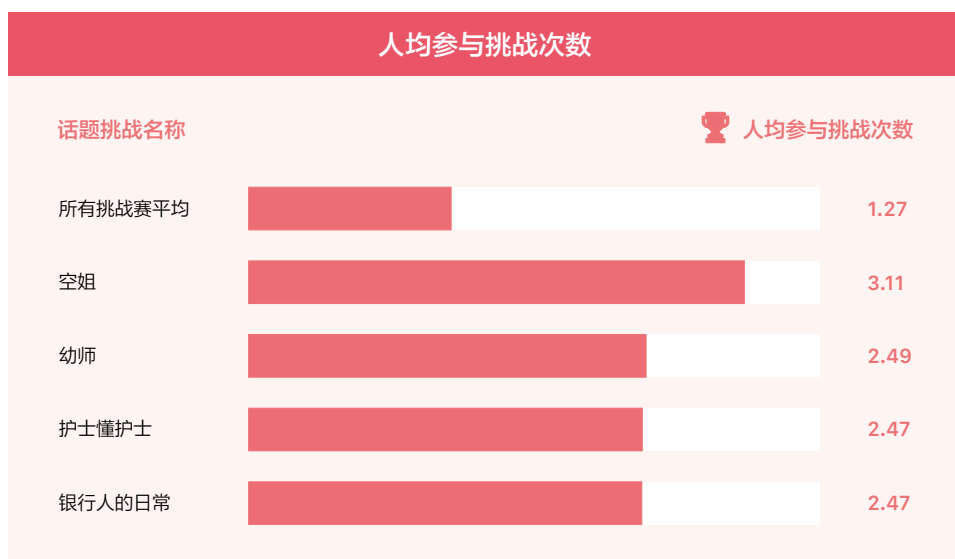 人均参与挑战次数
话题挑战名称 人均参与挑战次数
所有挑战赛平均 1.27
空姐 3.11
幼师 2.49
护士懂护士 2.47
银行人的日常 2.47